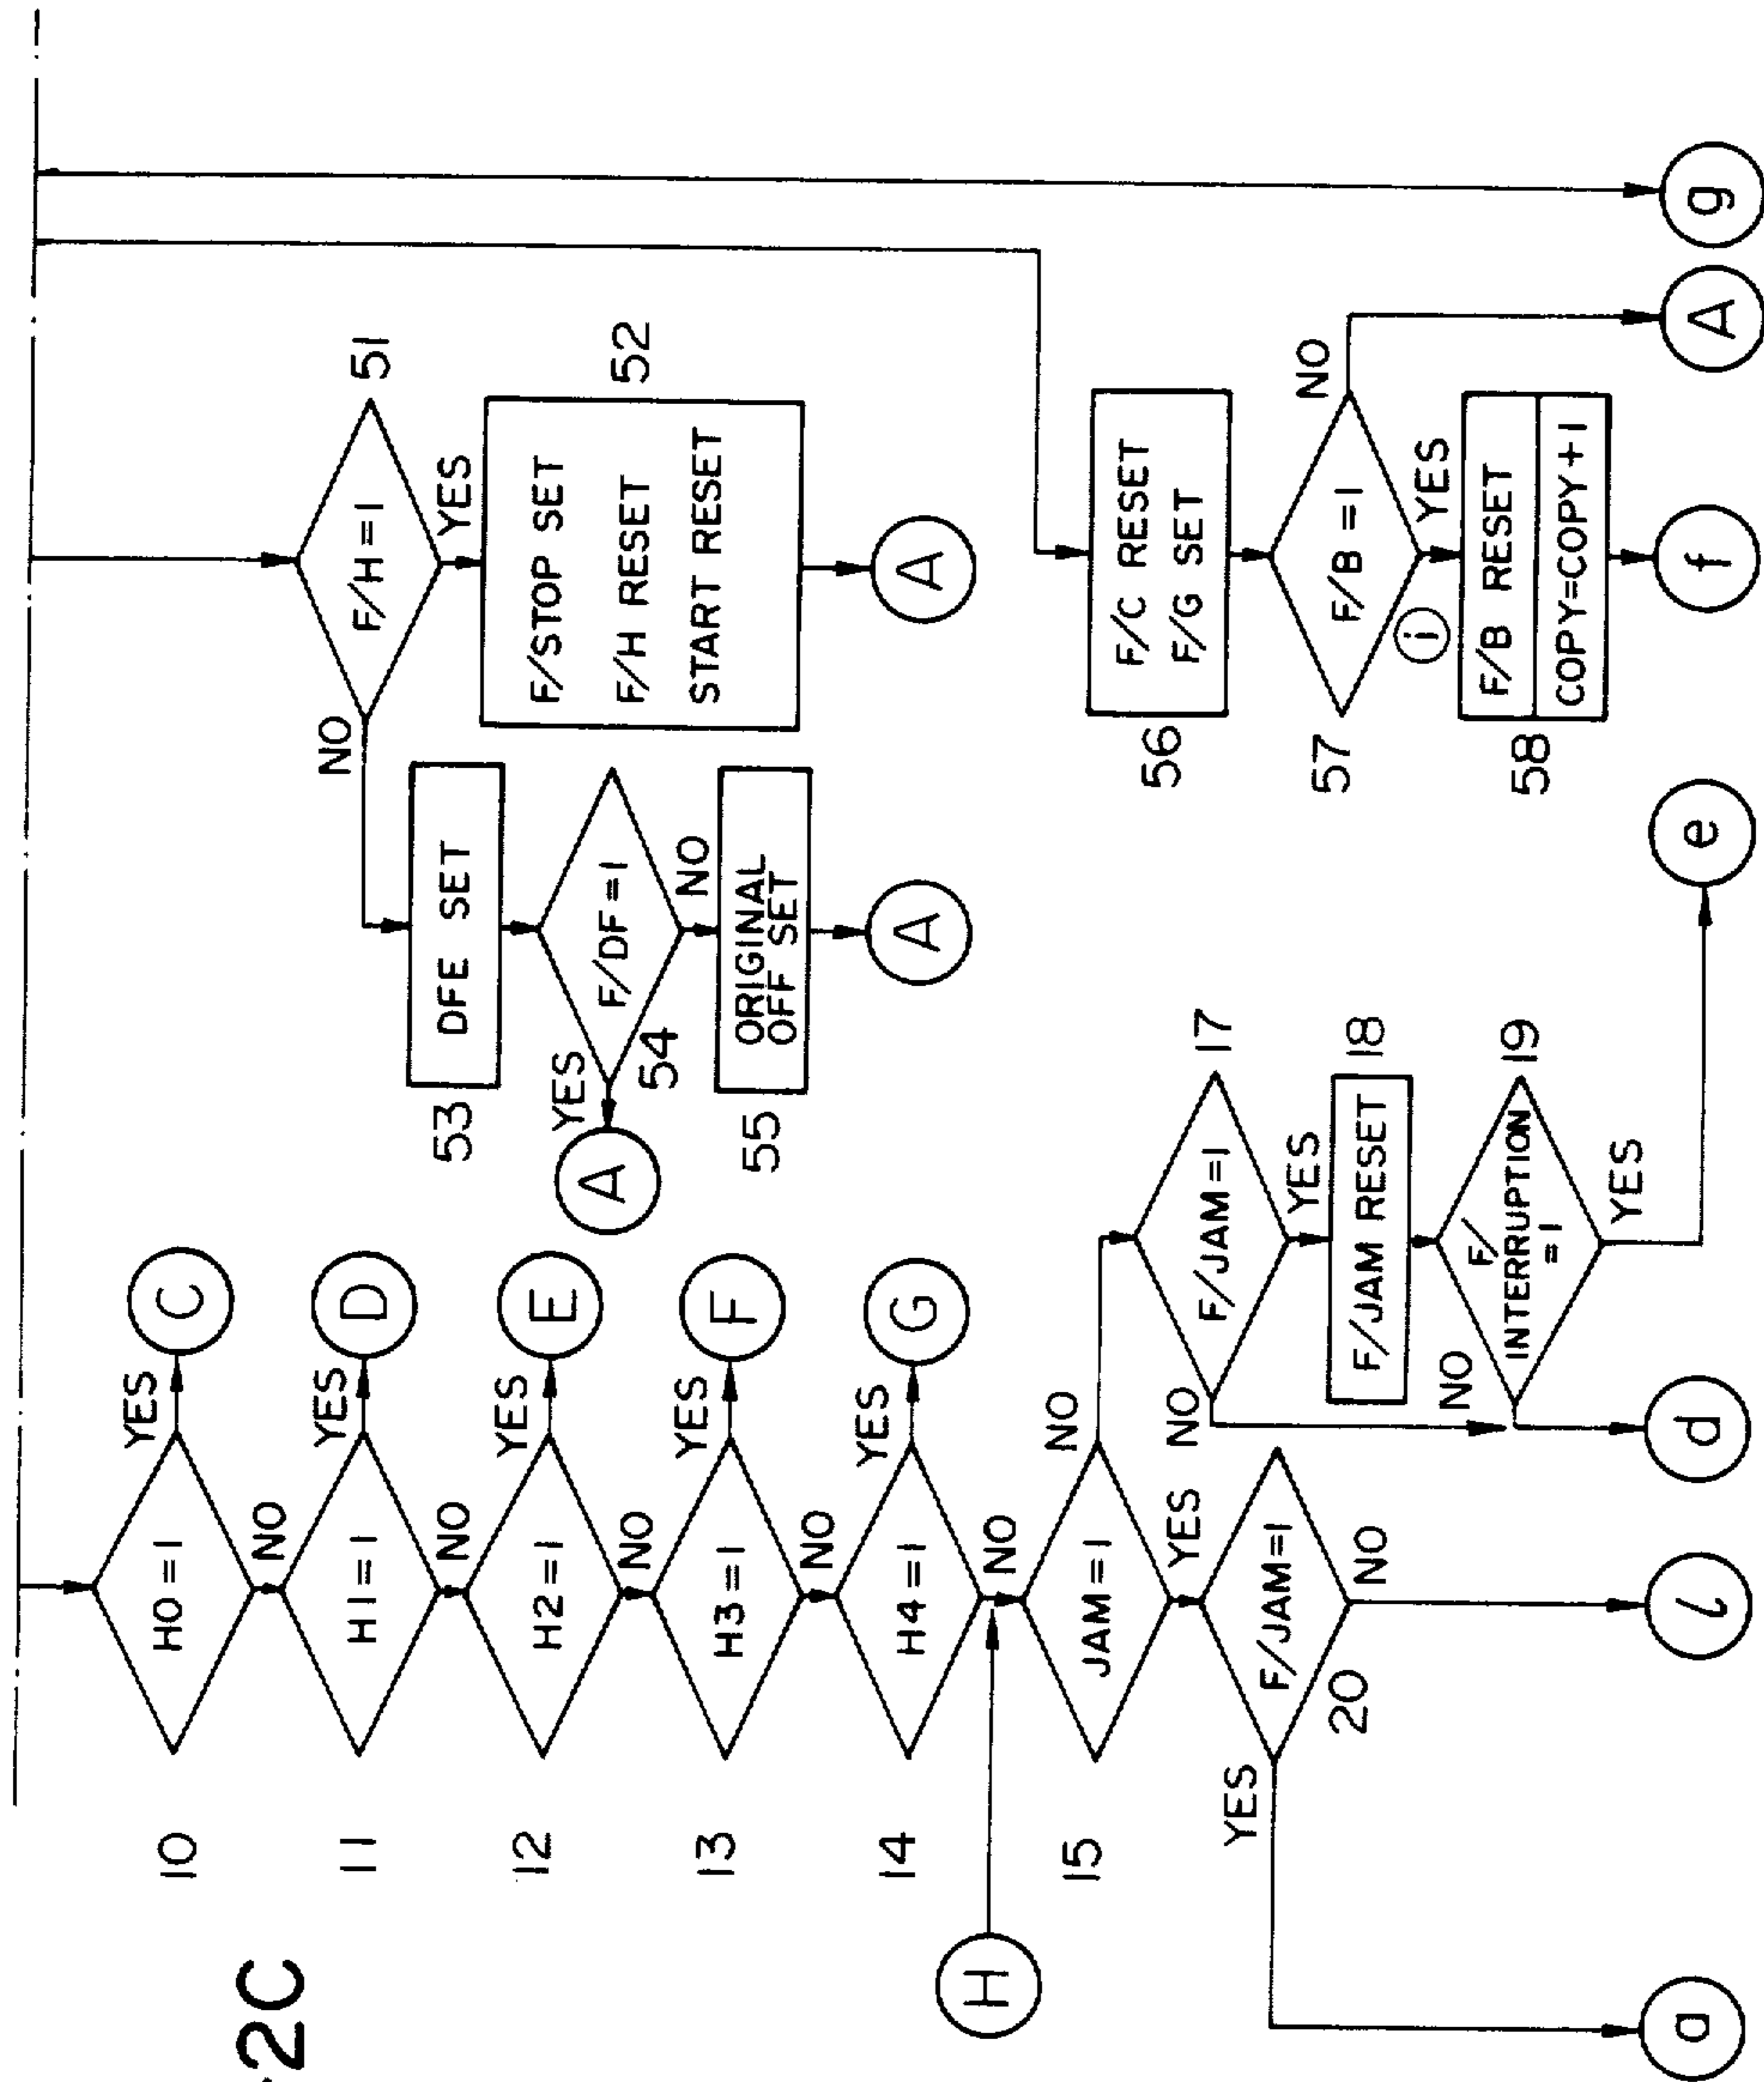 -2C
10
H0=1
YES
C
NO
11
H1=1
YES
D
NO
12
H2=1
YES
E
NO
13
H3=1
YES
F
NO
14
H4=1
YES
G
NO
H
15
JAM=1
NO
YES
F/JAM=1
20
YES
NO
a
l
F/JAM=1
17
NO
YES
F/JAM RESET
18
F/
INTERRUPTION
=1
19
NO
YES
d
e
F/H=1
51
NO
YES
F/STOP SET
F/H RESET
START RESET
52
A
53
DFE SET
F/DF=1
54
YES
NO
A
55
ORIGINAL
OFF SET
A
56
F/C RESET
F/G SET
57
F/B=1
NO
YES
i
58
F/B RESET
COPY=COPY+1
f
A
g